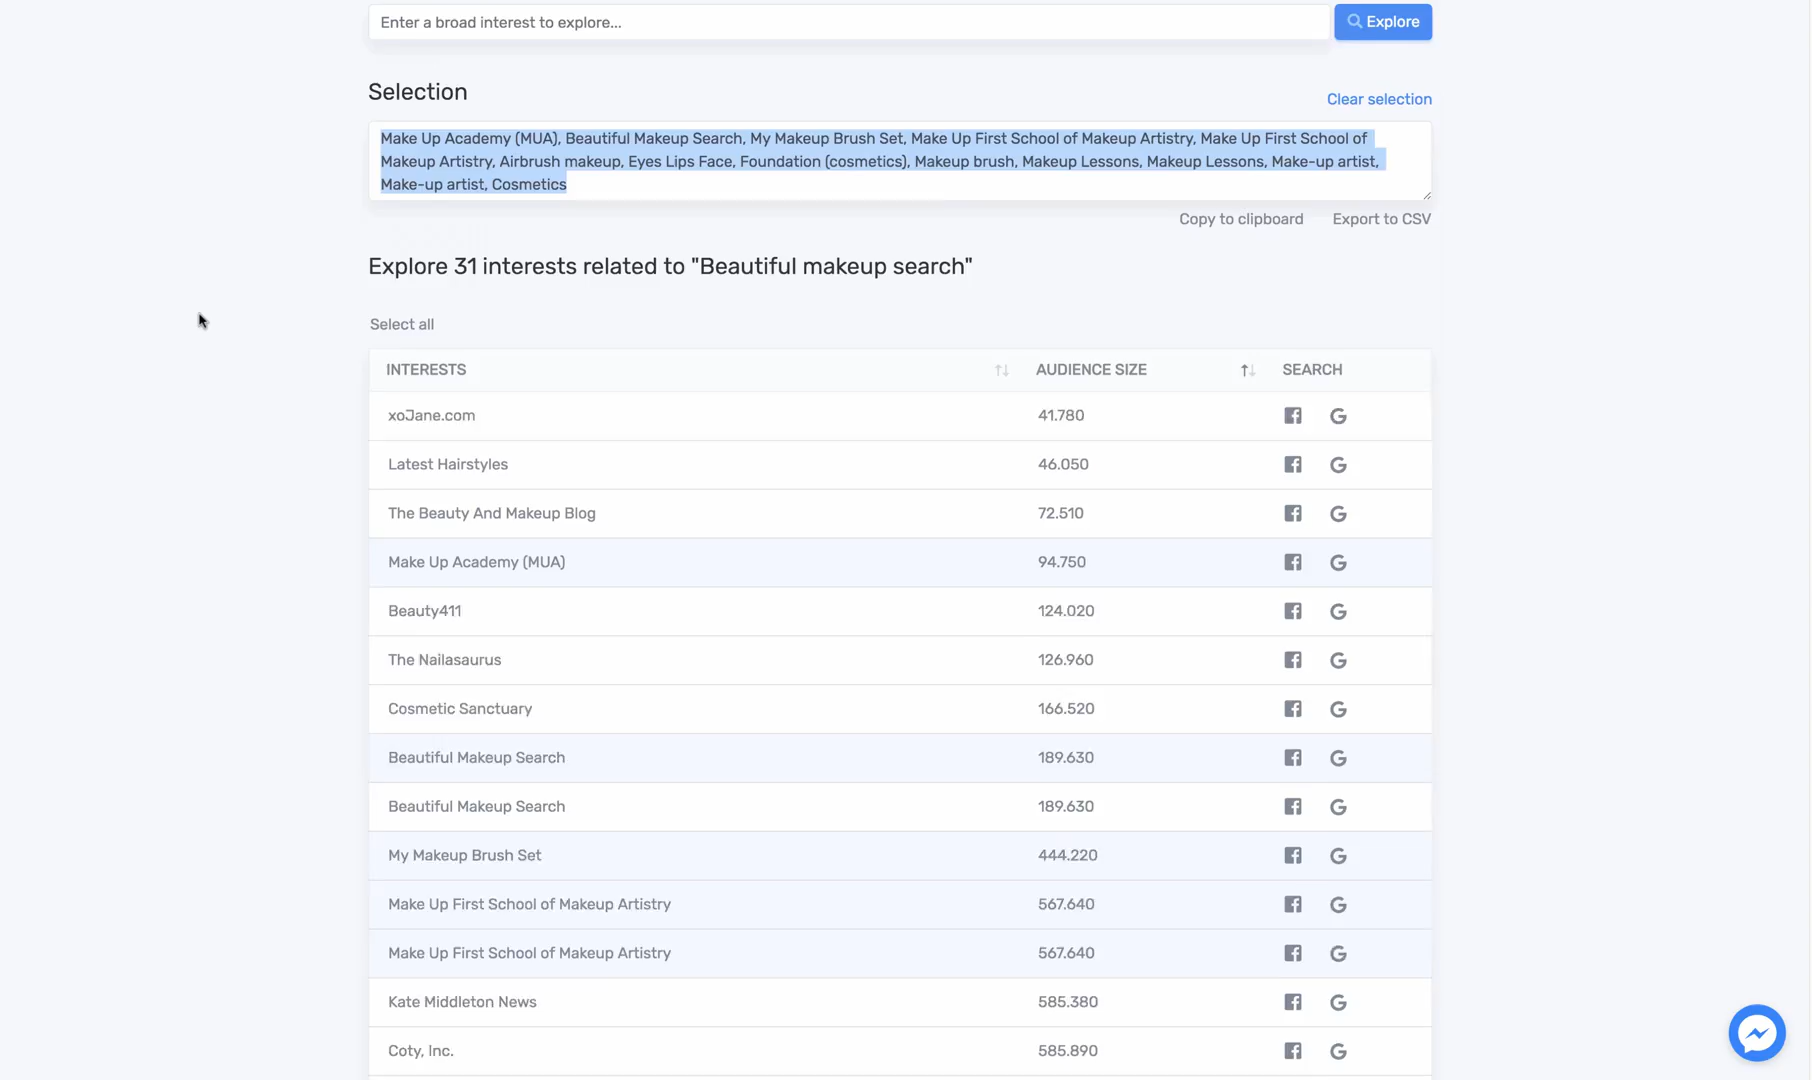 Enter a broad interest to explore...
Explore
Selection
Clear selection
Make Up Academy (MUA), Beautiful Makeup Search, My Makeup Brush Set, Make Up First School of Makeup Artistry, Make Up First School of
Makeup Artistry, Airbrush makeup, Eyes Lips Face, Foundation (cosmetics), Makeup brush, Makeup Lessons, Makeup Lessons, Make-up artist,
Make-up artist, Cosmetics
Copy to clipboard
Export to CSV
Explore 31 interests related to "Beautiful makeup search"
Select all
INTERESTS AUDIENCE SIZE SEARCH
xoJane.com 41.780
Latest Hairstyles 46.050
The Beauty And Makeup Blog 72.510
Make Up Academy (MUA) 94.750
Beauty411 124.020
The Nailasaurus 126.960
Cosmetic Sanctuary 166.520
Beautiful Makeup Search 189.630
Beautiful Makeup Search 189.630
My Makeup Brush Set 444.220
Make Up First School of Makeup Artistry 567.640
Make Up First School of Makeup Artistry 567.640
Kate Middleton News 585.380
Coty, Inc. 585.890